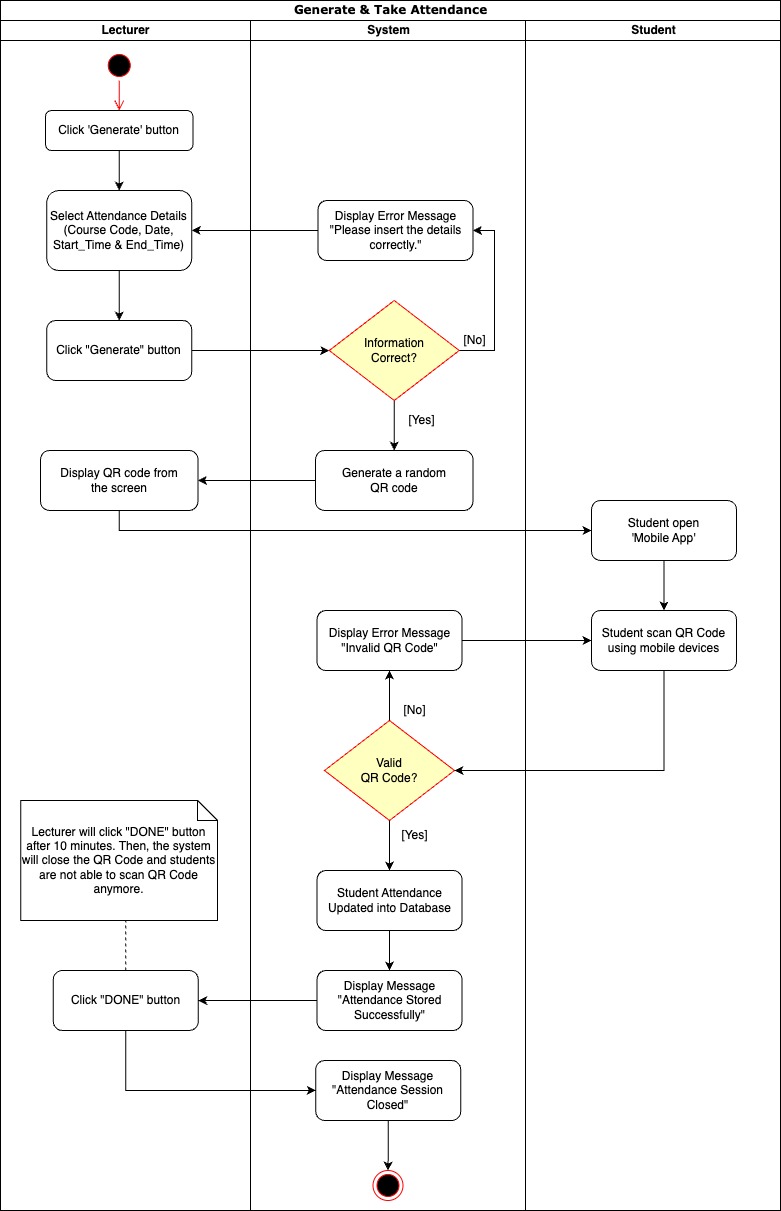 Generate & Take Attendance
Lecturer
System
Student
Click 'Generate' button
Select Attendance Details
(Course Code, Date,
Start_Time & End_Time)
Display Error Message
"Please insert the details
correctly."
Click "Generate" button
Information
Correct?
[No]
[Yes]
Display QR code from
the screen
Generate a random
QR code
Student open
'Mobile App'
Display Error Message
"Invalid QR Code"
Student scan QR Code
using mobile devices
[No]
Valid
QR Code?
[Yes]
Lecturer will click "DONE" button
after 10 minutes. Then, the system
will close the QR Code and students
are not able to scan QR Code
anymore.
Student Attendance
Updated into Database
Click "DONE" button
Display Message
"Attendance Stored
Successfully"
Display Message
"Attendance Session
Closed"